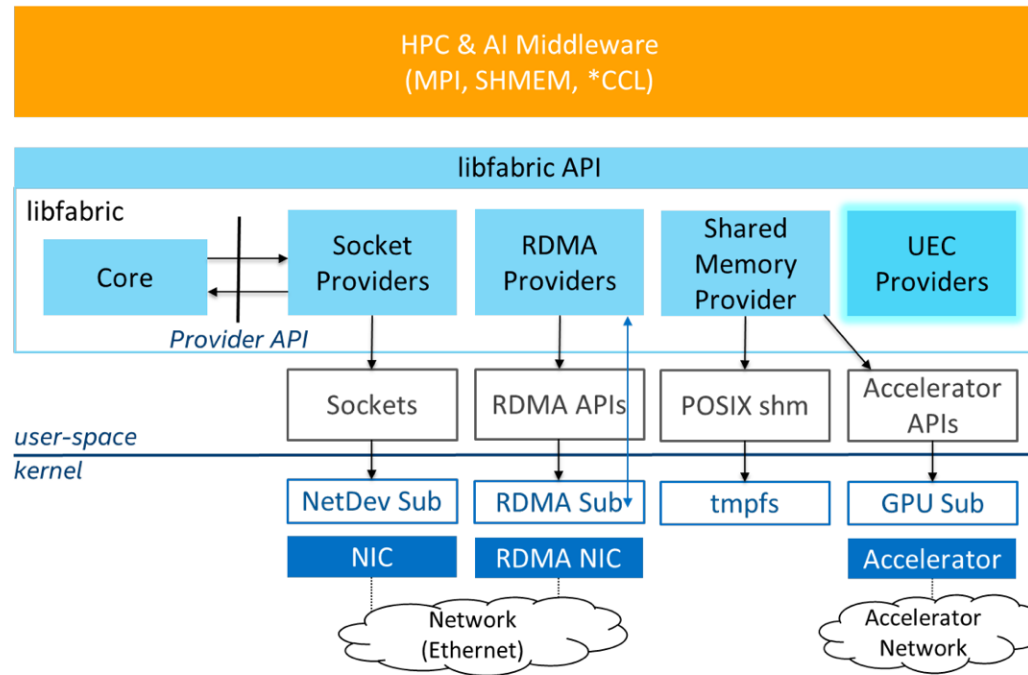 HPC & AI Middleware
(MPI, SHMEM, *CCL)
libfabric API
libfabric
Core
Socket
Providers
RDMA
Providers
Shared
Memory
Provider
UEC
Providers
Provider API
Sockets
RDMA APIs
POSIX shm
Accelerator
APIs
user-space
kernel
NetDev Sub
RDMA Sub
tmpfs
GPU Sub
NIC
RDMA NIC
Accelerator
Network
(Ethernet)
Accelerator
Network